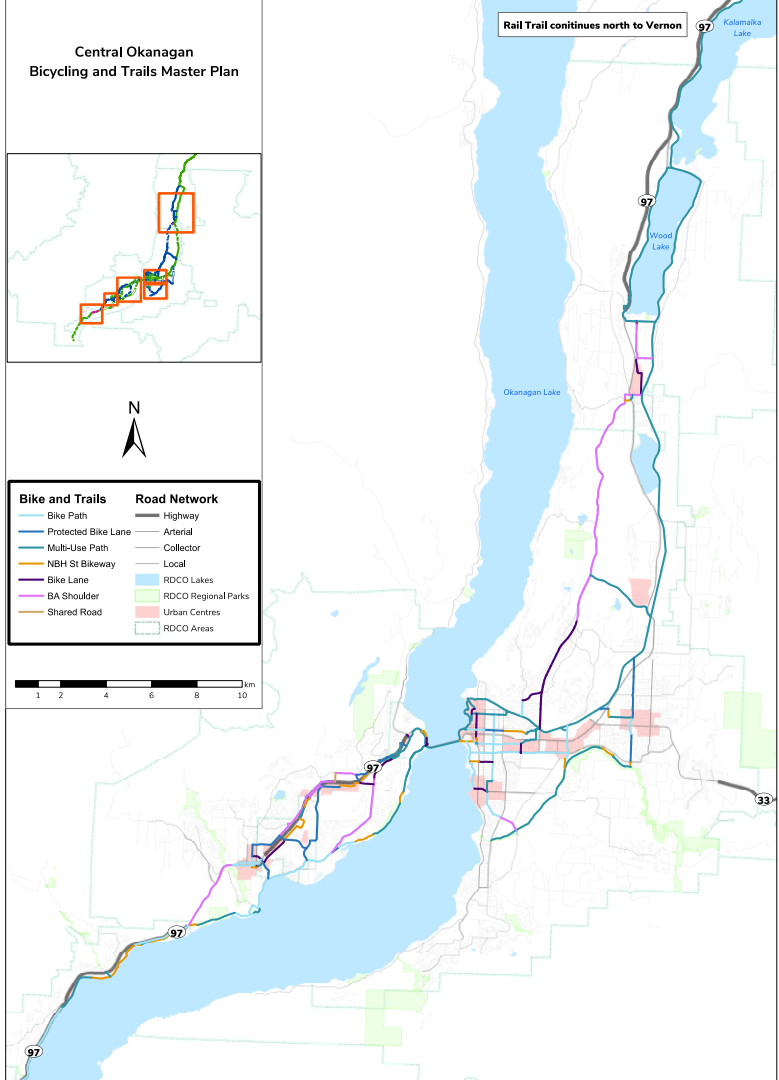 Central Okanagan
Bicycling and Trails Master Plan
Rail Trail conitinues north to Vernon
97
Kalamalka
Lake
97
Wood
Lake
Okanagan Lake
N
Bike and Trails
Bike Path
Protected Bike Lane
Multi-Use Path
NBH St Bikeway
Bike Lane
BA Shoulder
Shared Road
Road Network
Highway
Arterial
Collector
Local
RDCO Lakes
RDCO Regional Parks
Urban Centres
RDCO Areas
km
1 2 4 6 8 10
97
33
97
97